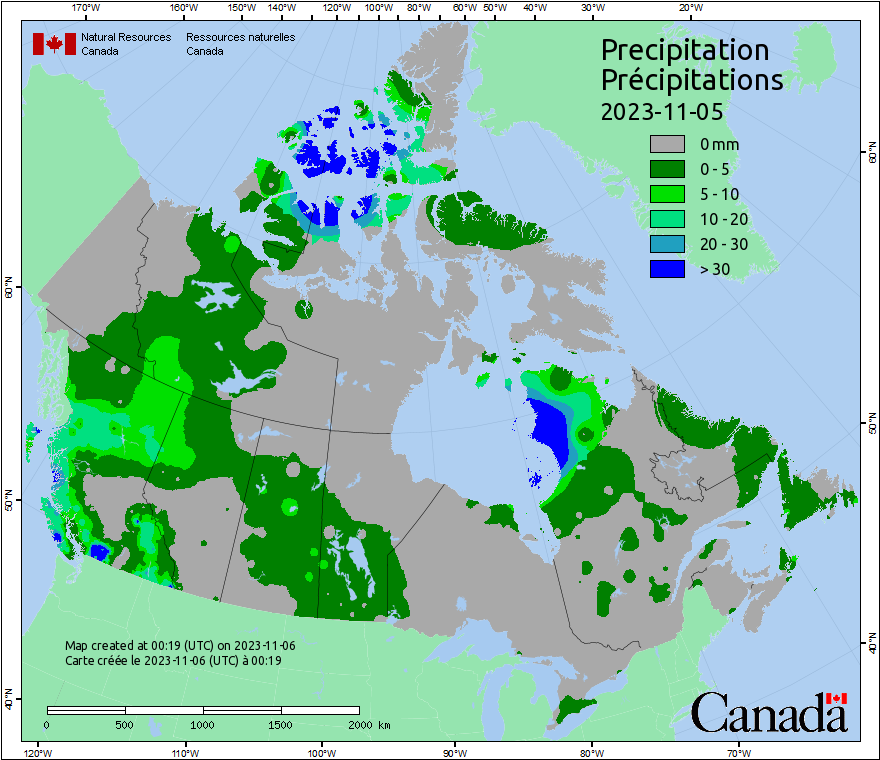 170°W 160°W 150°W 140°W 120°W 110°W 100°W 90°W 80°W 60°W 50°W 40°W 30°W 20°W
Natural Resources Ressources naturelles
Canada Canada
Precipitation
Précipitations
2023-11-05
0 mm
0 - 5
5 - 10
10 - 20
20 - 30
> 30
60°N
50°N
40°N
60°N
50°N
40°N
Map created at 00:19 (UTC) on 2023-11-06
Carte créée le 2023-11-06 (UTC) à 00:19
0 500 1000 1500 2000 km
Canada
120°W 110°W 100°W 90°W 80°W 70°W